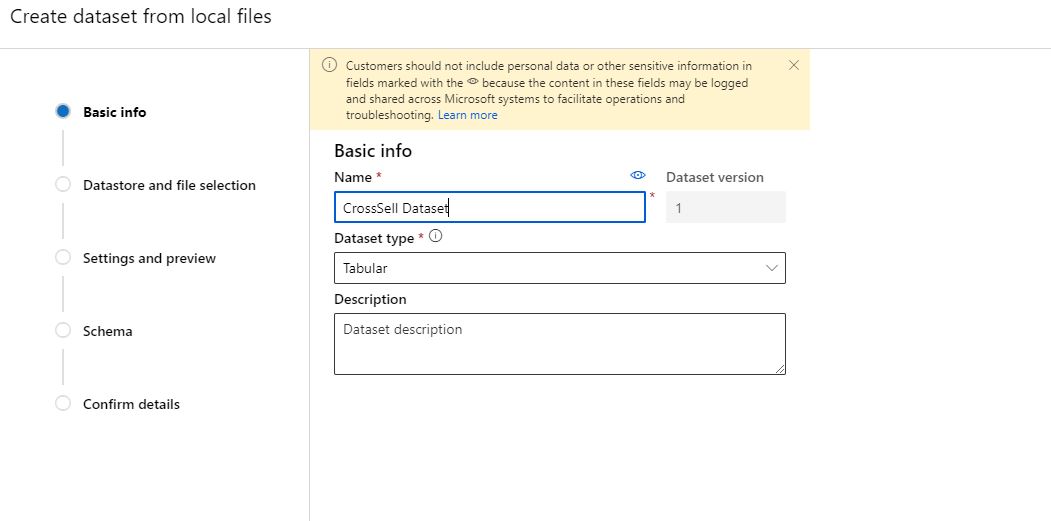 Create dataset from local files
Customers should not include personal data or other sensitive information in
fields marked with the because the content in these fields may be logged
and shared across Microsoft systems to facilitate operations and
troubleshooting. Learn more
Basic info
Datastore and file selection
Settings and preview
Schema
Confirm details
Basic info
Name * Dataset version
CrossSell Dataset * 1
Dataset type *
Tabular
Description
Dataset description